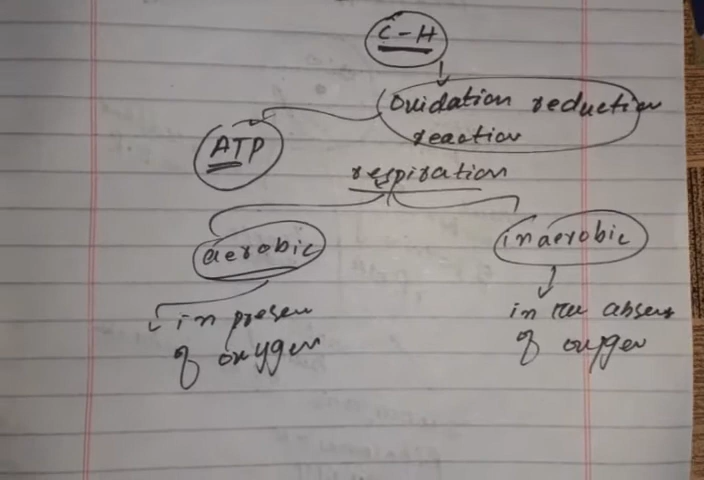 C-H
Oxidation reduction
reaction
ATP
respiration
aerobic
inaerobic
in presen
of oxygen
in the absens
of oxygen